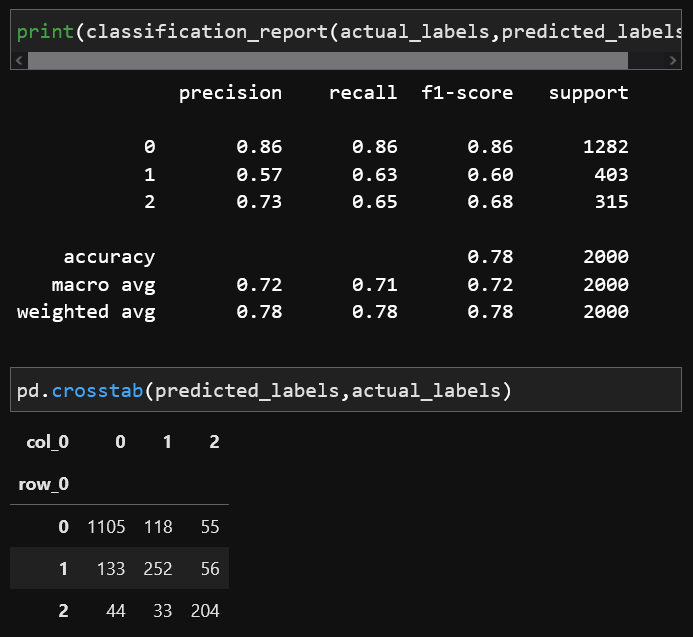 print(classification_report(actual_labels,predicted_labels
precision recall f1-score support
0 0.86 0.86 0.86 1282
1 0.57 0.63 0.60 403
2 0.73 0.65 0.68 315
accuracy 0.78 2000
macro avg 0.72 0.71 0.72 2000
weighted avg 0.78 0.78 0.78 2000
pd.crosstab(predicted_labels,actual_labels)
col_0 0 1 2
row_0
0 1105 118 55
1 133 252 56
2 44 33 204